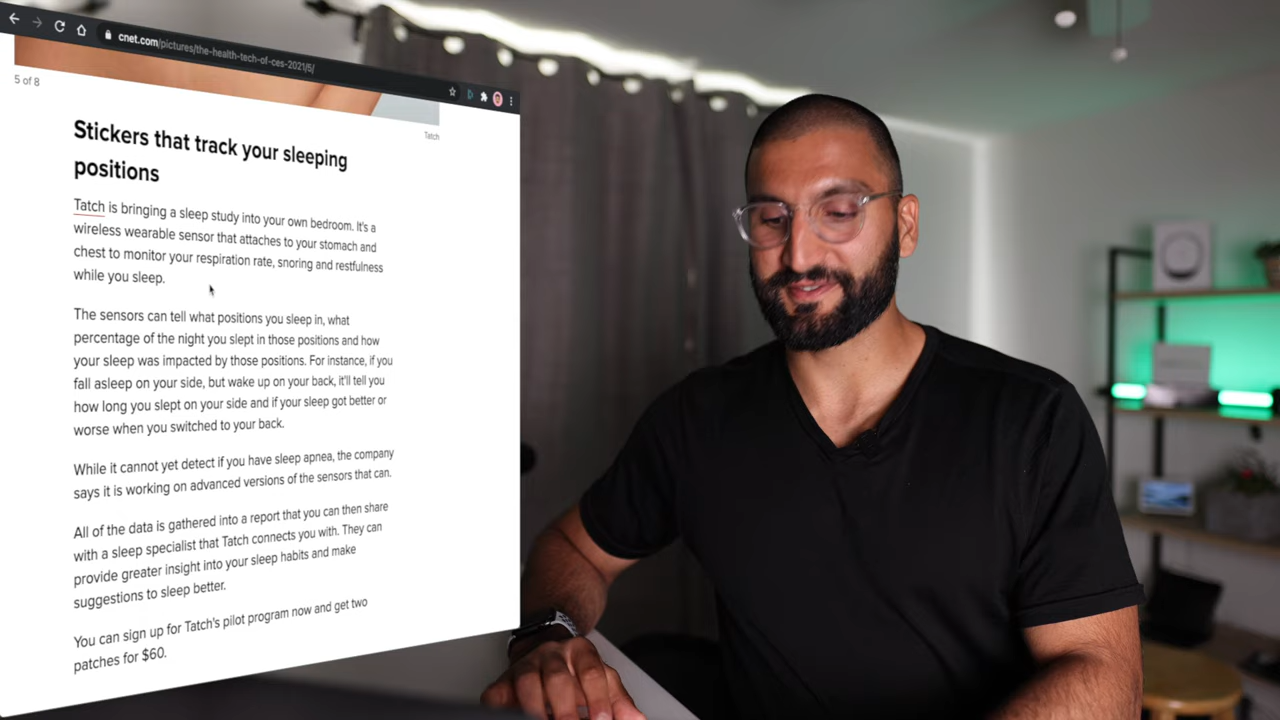 cnet.com/pictures/the-health-tech-of-ces-2021/5/
5 of 8
Tatch
Stickers that track your sleeping
positions
Tatch is bringing a sleep study into your own bedroom. It's a
wireless wearable sensor that attaches to your stomach and
chest to monitor your respiration rate, snoring and restfulness
while you sleep.
The sensors can tell what positions you sleep in, what
percentage of the night you slept in those positions and how
your sleep was impacted by those positions. For instance, if you
fall asleep on your side, but wake up on your back, it'll tell you
how long you slept on your side and if your sleep got better or
worse when you switched to your back.
While it cannot yet detect if you have sleep apnea, the company
says it is working on advanced versions of the sensors that can.
All of the data is gathered into a report that you can then share
with a sleep specialist that Tatch connects you with. They can
provide greater insight into your sleep habits and make
suggestions to sleep better.
You can sign up for Tatch's pilot program now and get two
patches for $60.